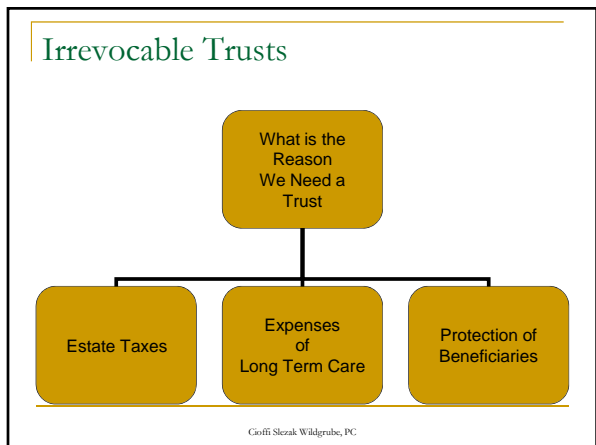 Irrevocable Trusts
What is the
Reason
We Need a
Trust
Estate Taxes
Expenses
of
Long Term Care
Protection of
Beneficiaries
Cioffi Slezak Wildgrube, PC